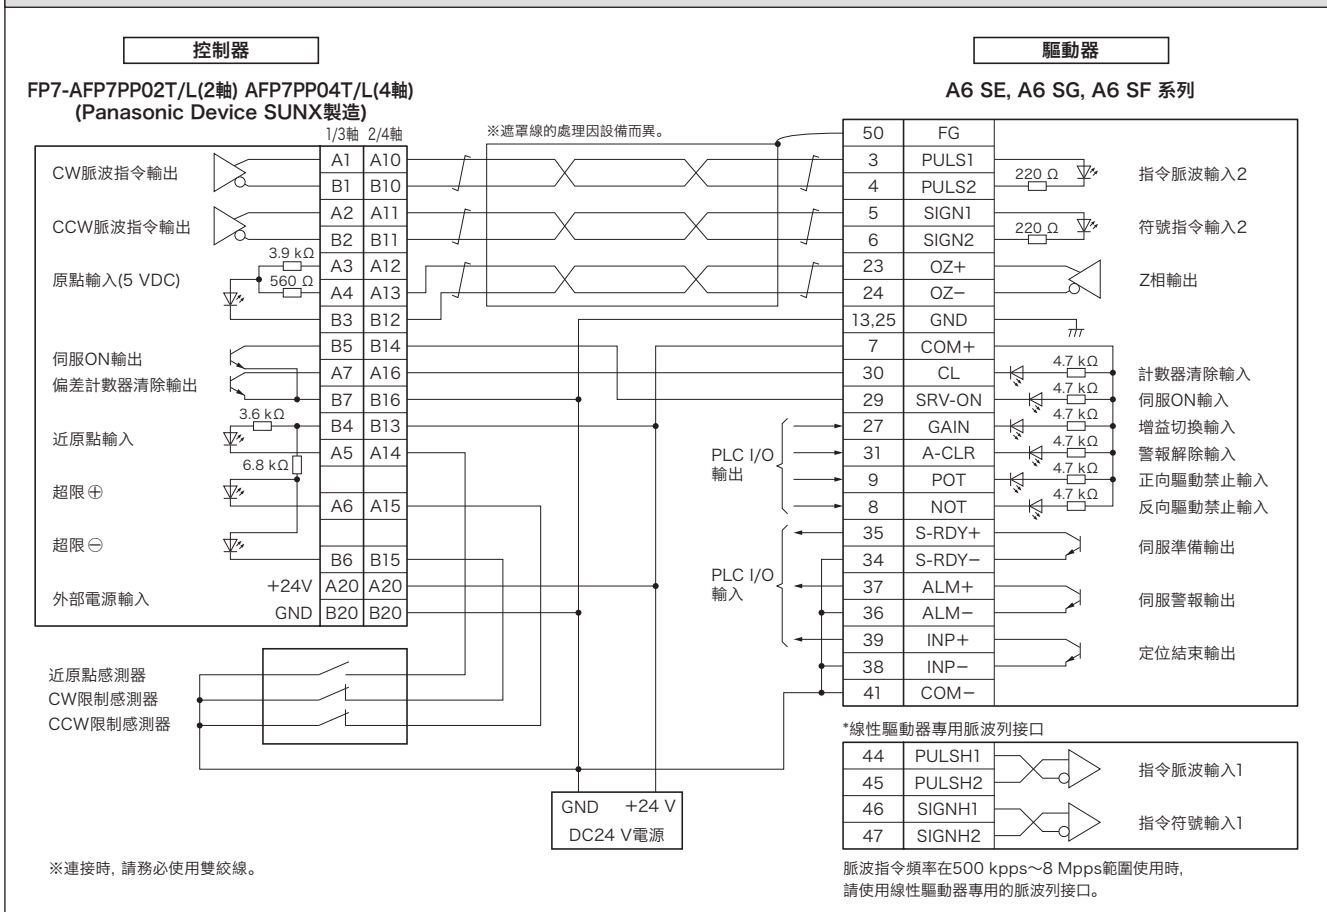 控制器
驅動器
FP7-AFP7PP02T/L(2軸) AFP7PP04T/L(4軸)
(Panasonic Device SUNX製造)
A6 SE, A6 SG, A6 SF 系列
1/3軸 2/4軸
※遮罩線的處理因設備而異。
50 FG
CW脈波指令輸出 A1 A10
3 PULS1
220 Ω 指令脈波輸入2
B1 B10
4 PULS2
CCW脈波指令輸出 A2 A11
5 SIGN1
220 Ω 符號指令輸入2
B2 B11
6 SIGN2
3.9 kΩ
原點輸入(5 VDC) A3 A12
560 Ω
23 OZ+
Z相輸出
A4 A13
24 OZ−
B3 B12
13,25 GND
伺服ON輸出 B5 B14
7 COM+
偏差計數器清除輸出 A7 A16
30 CL
4.7 kΩ 計數器清除輸入
B7 B16
29 SRV-ON
4.7 kΩ 伺服ON輸入
3.6 kΩ
近原點輸入 B4 B13
PLC I/O
輸出
27 GAIN
4.7 kΩ 增益切換輸入
A5 A14
6.8 kΩ
31 A-CLR
4.7 kΩ 警報解除輸入
超限⊕
9 POT
4.7 kΩ 正向驅動禁止輸入
A6 A15
8 NOT
4.7 kΩ 反向驅動禁止輸入
超限⊖
35 S-RDY+
伺服準備輸出
B6 B15
34 S-RDY−
PLC I/O
輸入
外部電源輸入
+24V A20 A20
37 ALM+
伺服警報輸出
GND B20 B20
36 ALM−
39 INP+
定位結束輸出
38 INP−
41 COM−
近原點感測器
CW限制感測器
CCW限制感測器
*線性驅動器專用脈波列接口
44 PULSH1
指令脈波輸入1
45 PULSH2
46 SIGNH1
指令符號輸入1
47 SIGNH2
GND +24 V
DC24 V電源
※連接時, 請務必使用雙絞線。
脈波指令頻率在500 kpps～8 Mpps範圍使用時,
請使用線性驅動器專用的脈波列接口。